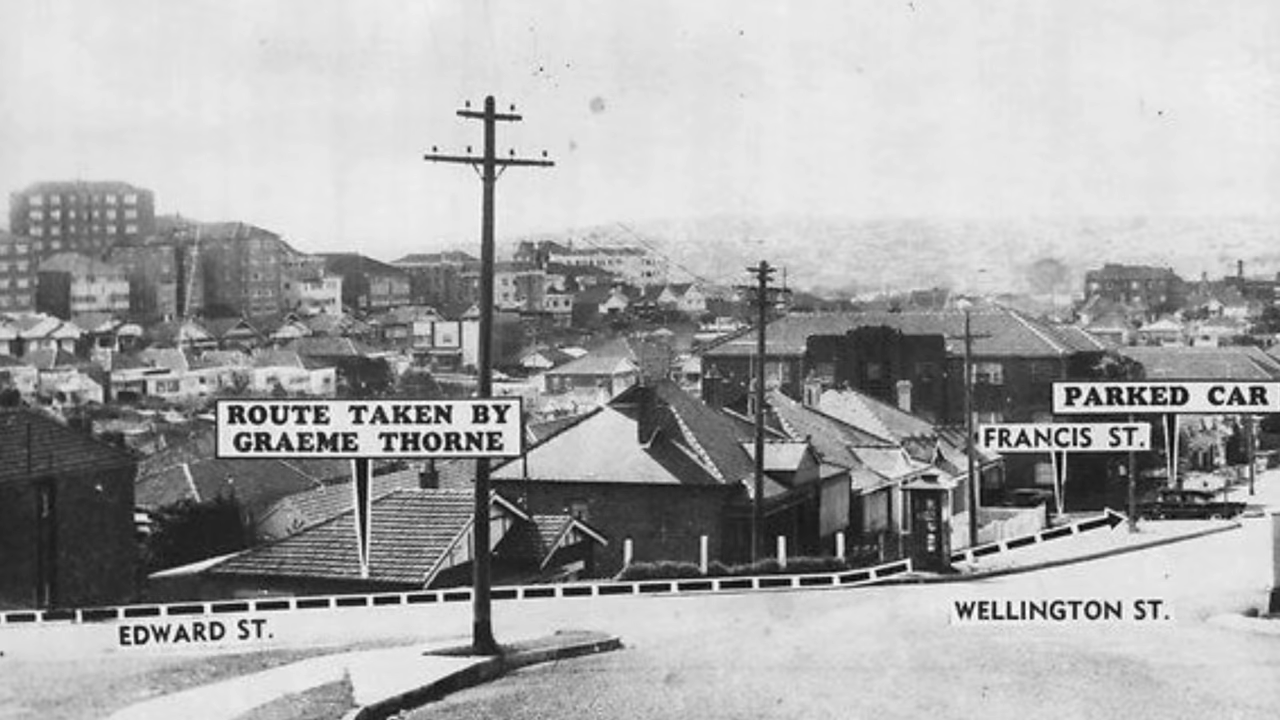 ROUTE TAKEN BY
GRAEME THORNE
PARKED CAR
FRANCIS ST.
EDWARD ST.
WELLINGTON ST.